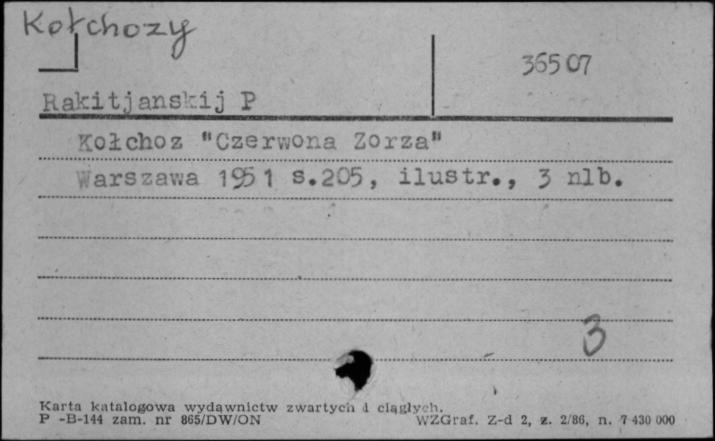 Kołchozy
36507
Rakitjanskij P
Kołchoz "Czerwona Zorza"
Warszawa 1951 s.205, ilustr., 3 nlb.
3
Karta katalogowa wydawnictw zwartych i ciągłych.
P -B-144 zam. nr 865/DW/ON WZGraf. Z-d 2, z. 2/86, n. 7 430 000